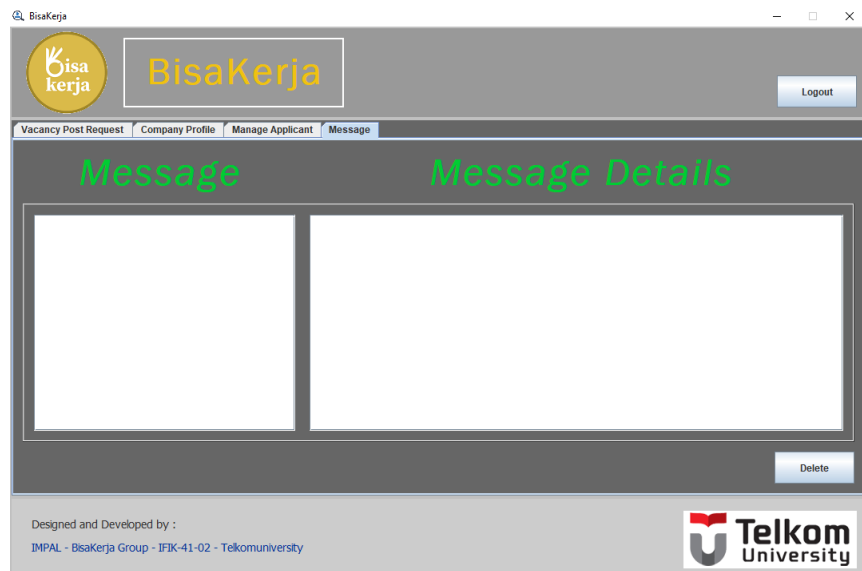 BisaKerja
Bisa
kerja
BisaKerja
Logout
Vacancy Post Request
Company Profile
Manage Applicant
Message
Message
Message Details
Delete
Designed and Developed by :
IMPAL - BisaKerja Group - IFIK-41-02 - Telkomuniversity
Telkom
University